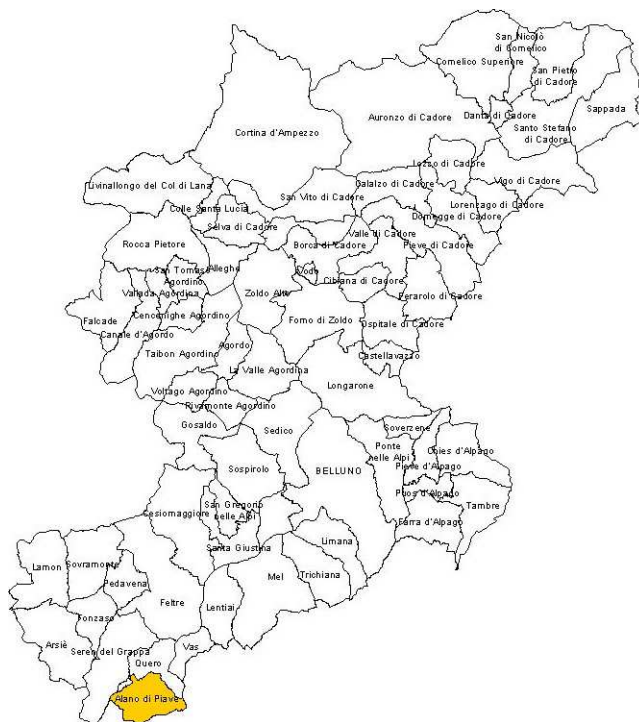 San Nicolò
di Comelico
Comelico Superiore
San Pietro
di Cadore
Sappada
Danta di Cadore
Santo Stefano
di Cadore
Auronzo di Cadore
Cortina d'Ampezzo
Lozzo di Cadore
Vigo di Cadore
Calalzo di Cadore
Livinallongo del Col di Lana
San Vito di Cadore
Lorenzago di Cadore
Domegge di Cadore
Colle Santa Lucia
Selva di Cadore
Valle di Cadore
Borca di Cadore
Pieve di Cadore
Rocca Pietore
Alleghe
San Tomaso
Agordino
Vodo
Cibiana di Cadore
Vallada Agordina
Zoldo Alto
Perarolo di Cadore
Cencenighe Agordino
Falcade
Forno di Zoldo
Ospitale di Cadore
Canale d'Agordo
Agordo
Taibon Agordino
Castellavazzo
La Valle Agordina
Longarone
Voltago Agordino
Rivamonte Agordino
Gosaldo
Sedico
Soverzene
Ponte
nelle Alpi
Chies d'Alpago
Sospirolo
BELLUNO
Pieve d'Alpago
Puos d'Alpago
Tambre
San Gregorio
nelle Alpi
Cesiomaggiore
Farra d'Alpago
Limana
Santa Giustina
Lamon
Sovramonte
Mel
Trichiana
Pedavena
Feltre
Lentiai
Fonzaso
Arsiè
Seren del Grappa
Vas
Quero
Alano di Piave